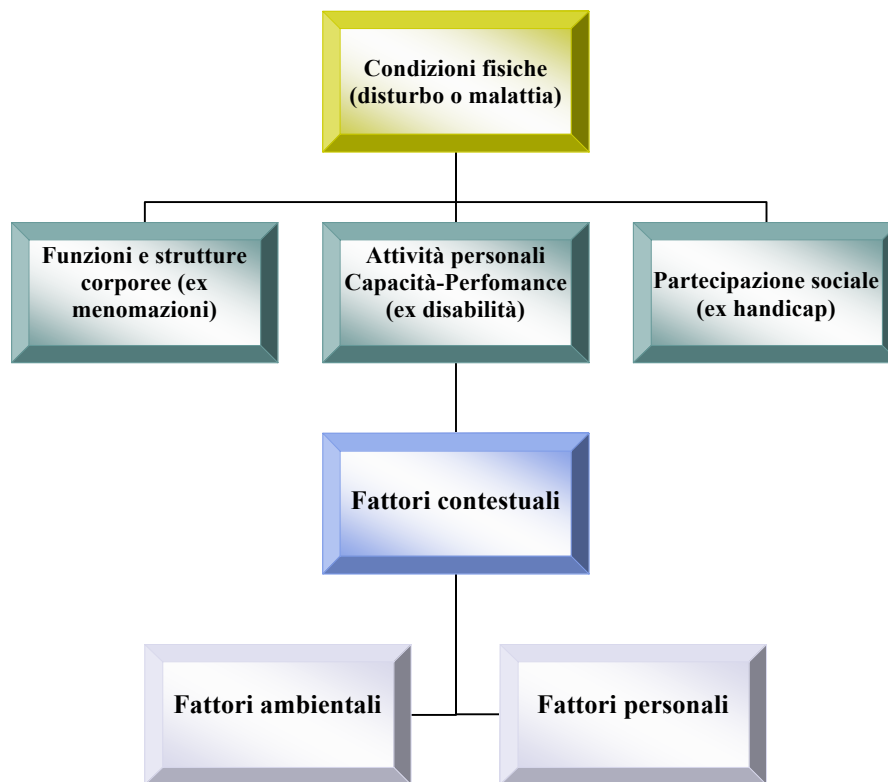 Condizioni fisiche
(disturbo o malattia)
Funzioni e strutture
corporee (ex
menomazioni)
Attività personali
Capacità-Perfomance
(ex disabilità)
Partecipazione sociale
(ex handicap)
Fattori contestuali
Fattori ambientali
Fattori personali